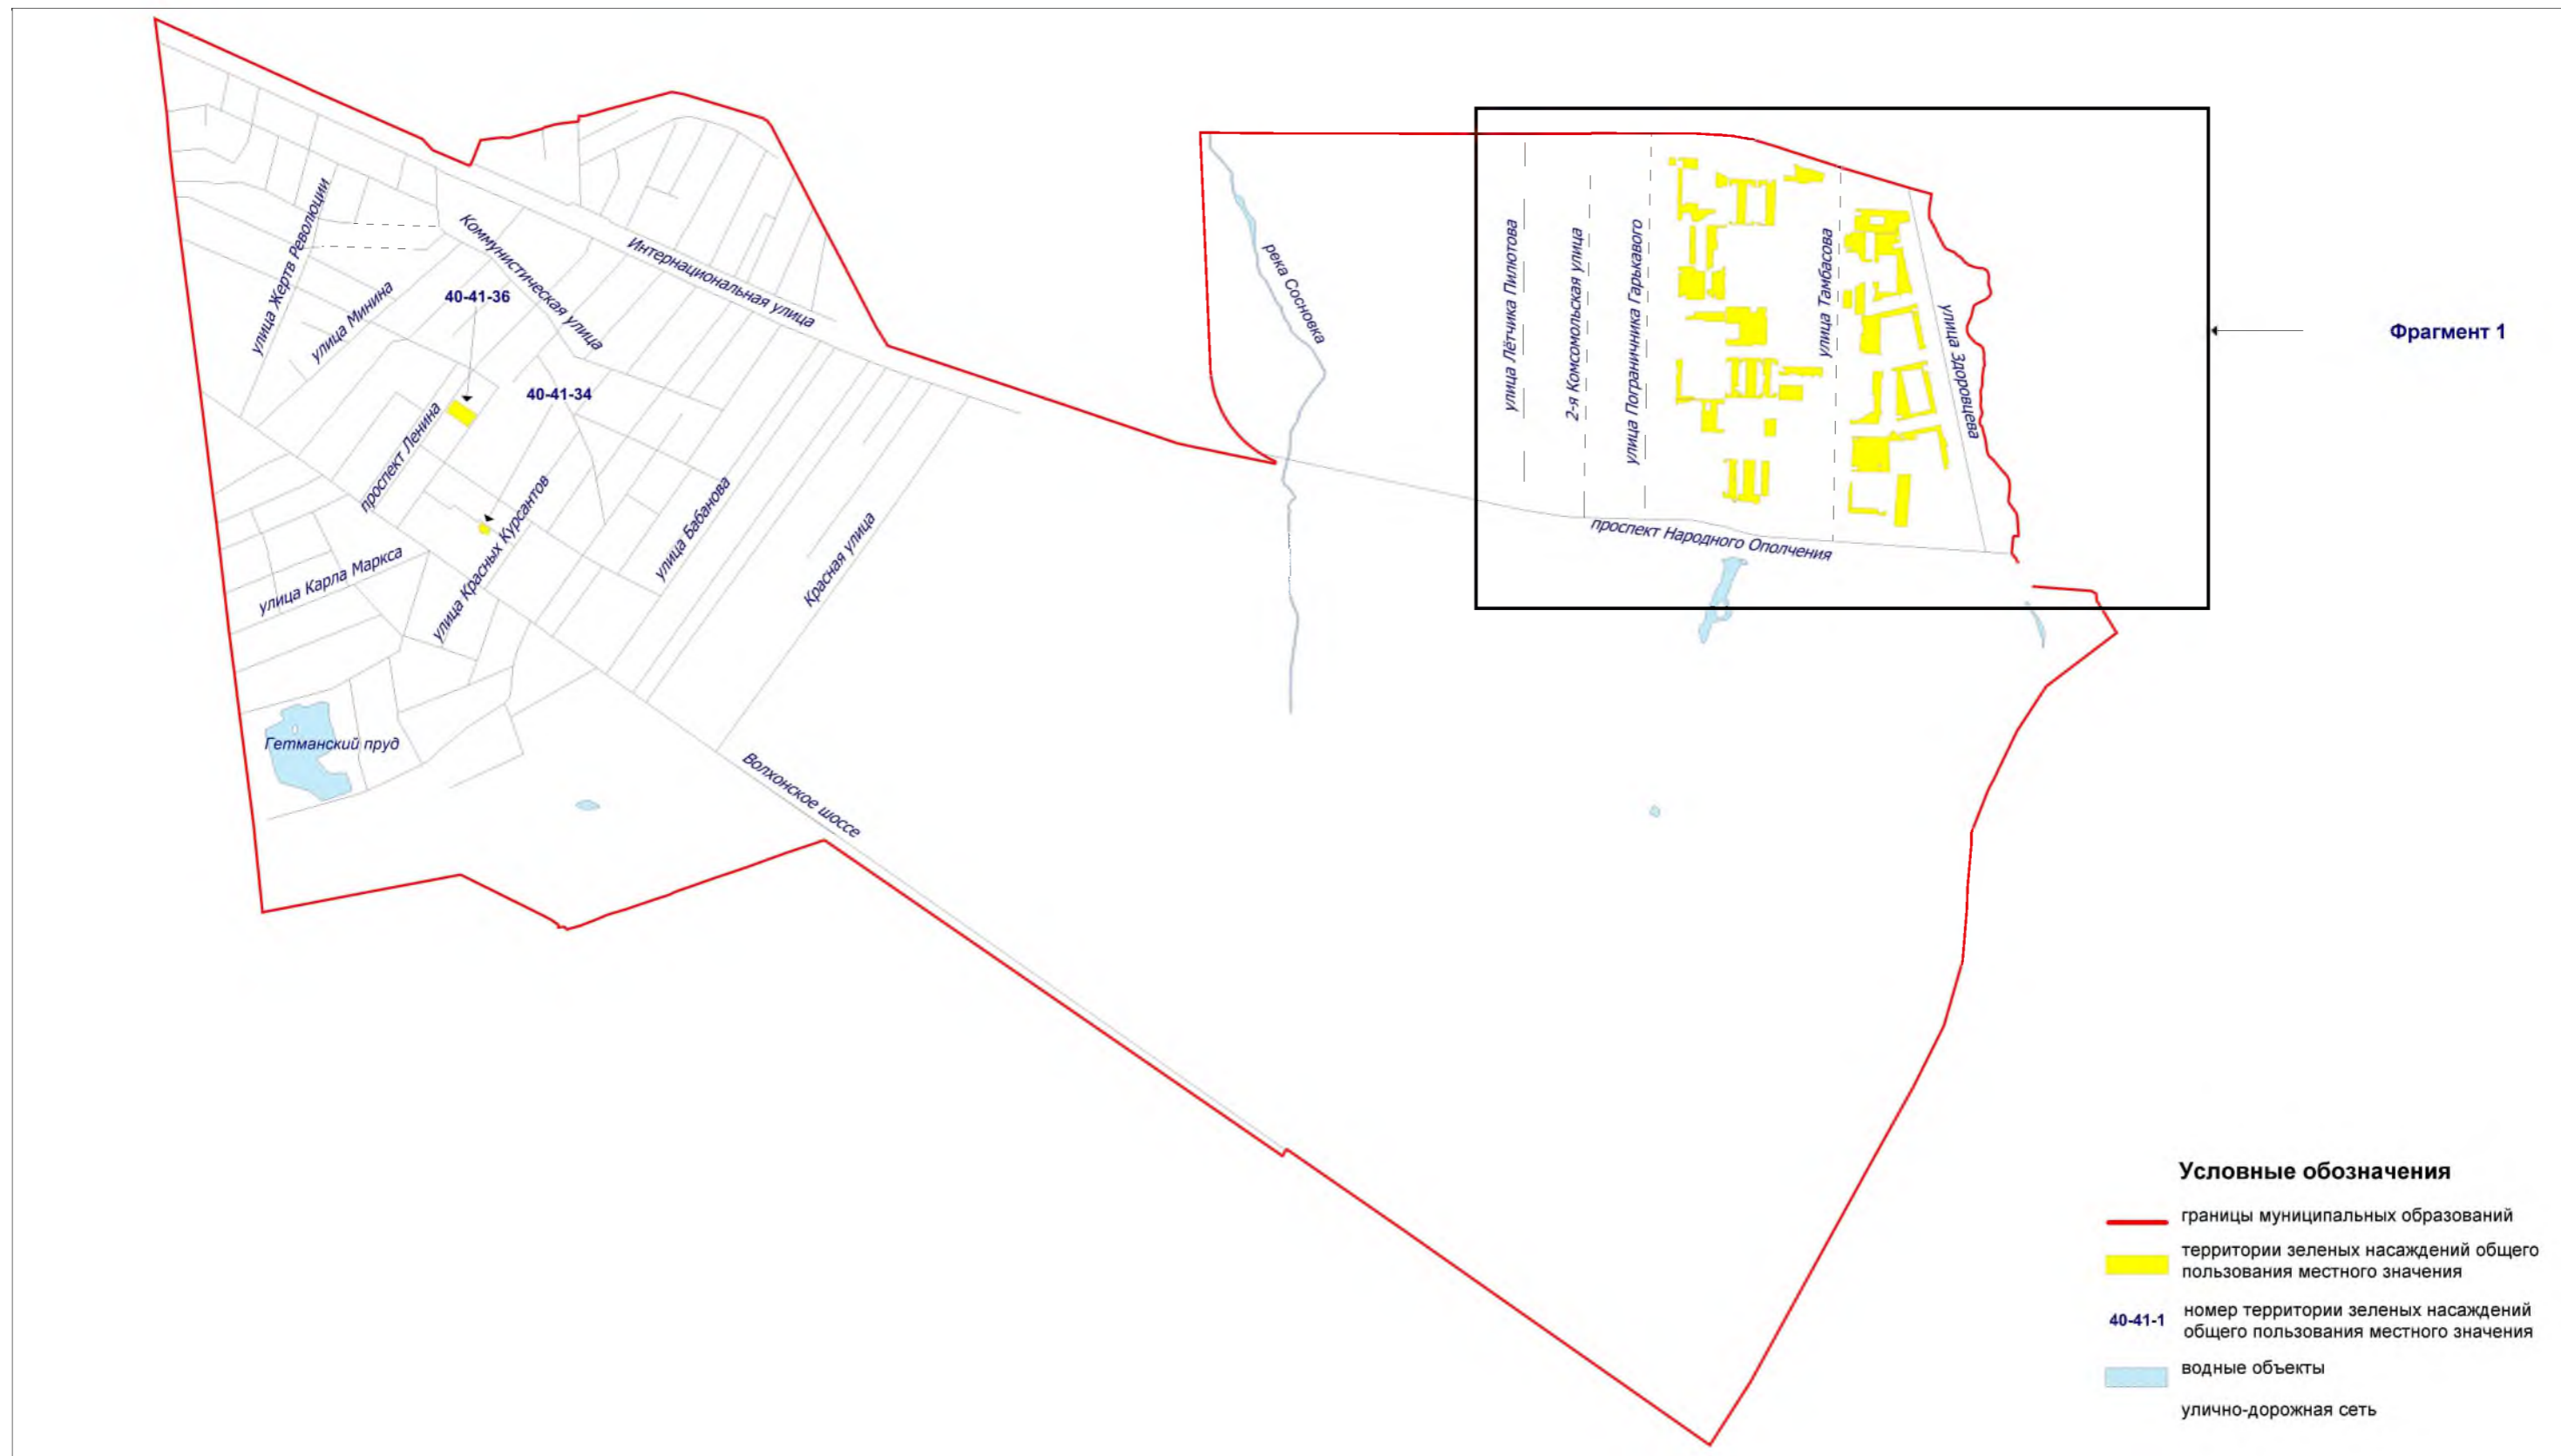 улица Жертв Революции
улица Минина
40-41-36
Коммунистическая улица
Интернациональная улица
40-41-34
проспект Ленина
улица Красных Курсантов
улица Бабанова
Красная улица
улица Карла Маркса
Гетманский пруд
Волхонское шоссе
река Сосновка
улица Лётчика Пилютова
2-я Комсомольская улица
улица Пограничника Гарькавого
улица Тамбасова
улица Здоровцева
проспект Народного Ополчения
Фрагмент 1
Условные обозначения
границы муниципальных образований
территории зеленых насаждений общего
пользования местного значения
40-41-1
номер территории зеленых насаждений
общего пользования местного значения
водные объекты
улично-дорожная сеть